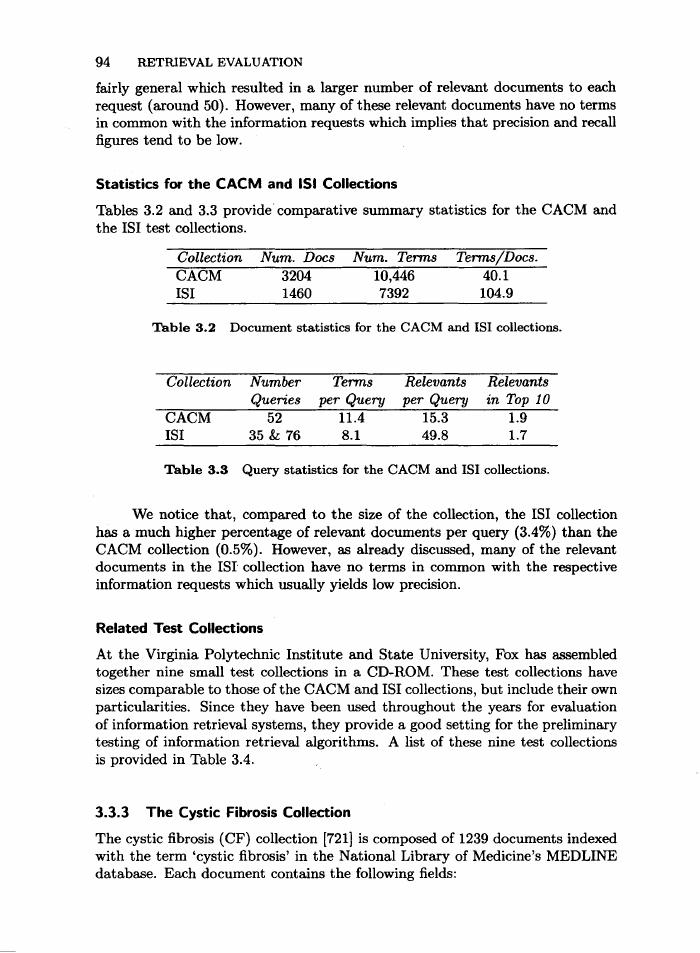 94 RETRIEVAL EVALUATION
fairly general which resulted in a larger number of relevant documents to each
request (around 50). However, many of these relevant documents have no terms
in common with the information requests which implies that precision and recall
figures tend to be low.
Statistics for the CACM and ISI Collections
Tables 3.2 and 3.3 provide comparative summary statistics for the CACM and
the ISI test collections.
Collection Num. Docs Num. Terms Terms/Docs.
CACM 3204 10,446 40.1
ISI 1460 7392 104.9
Table 3.2 Document statistics for the CACM and ISI collections.
Collection Number Terms Relevants Relevants
Queries per Query per Query in Top 10
CACM 52 11.4 15.3 1.9
ISI 35 & 76 8.1 49.8 1.7
Table 3.3 Query statistics for the CACM and ISI collections.
We notice that, compared to the size of the collection, the ISI collection
has a much higher percentage of relevant documents per query (3.4%) than the
CACM collection (0.5%). However, as already discussed, many of the relevant
documents in the ISI collection have no terms in common with the respective
information requests which usually yields low precision.
Related Test Collections
At the Virginia Polytechnic Institute and State University, Fox has assembled
together nine small test collections in a CD-ROM. These test collections have
sizes comparable to those of the CACM and ISI collections, but include their own
particularities. Since they have been used throughout the years for evaluation
of information retrieval systems, they provide a good setting for the preliminary
testing of information retrieval algorithms. A list of these nine test collections
is provided in Table 3.4.
3.3.3 The Cystic Fibrosis Collection
The cystic fibrosis (CF) collection [721] is composed of 1239 documents indexed
with the term ‘cystic fibrosis’ in the National Library of Medicine’s MEDLINE
database. Each document contains the following fields: